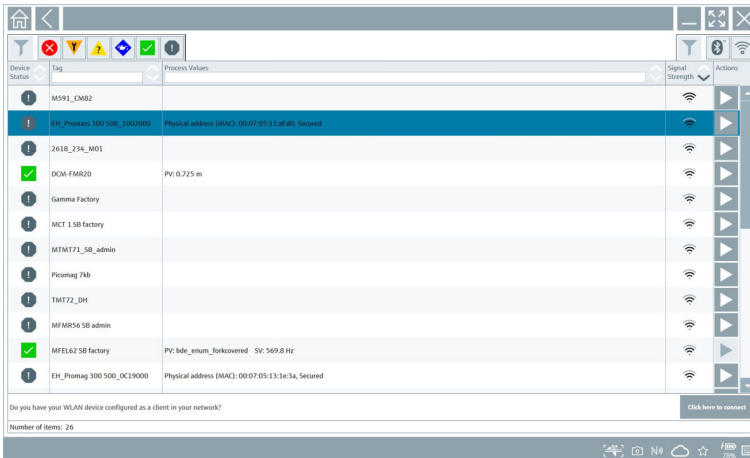 Device Status
Tag
Process Values
Signal Strength
Actions
M591_CM82
EH_Promass 300 500_1002000 Physical address (MAC): 00:07:05:11:af:d0, Secured
2618_234_M01
DCM-FMR20 PV: 0.725 m
Gamma Factory
MCT 1 SB factory
MTMT71_SB_admin
Picomag 7kb
TMT72_DH
MFMR56 SB admin
MFEL62 SB factory PV: bde_enum_forkcovered SV: 569.8 Hz
EH_Promag 300 500_0C19000 Physical address (MAC): 00:07:05:13:1e:3a, Secured
Do you have your WLAN device configured as a client in your network? Click here to connect
Number of items: 26
78%